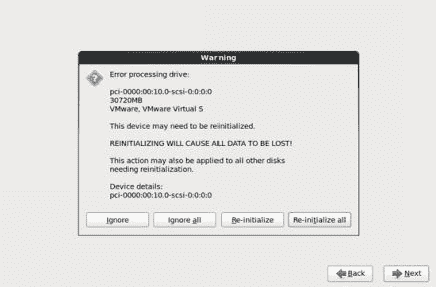 Warning
Error processing drive:
pci-0000:00:10.0-scsi-0:0:0:0
30720MB
VMware, VMware Virtual S
This device may need to be reinitialized.
REINITIALIZING WILL CAUSE ALL DATA TO BE LOST!
This action may also be applied to all other disks
needing reinitialization.
Device details:
pci-0000:00:10.0-scsi-0:0:0:0
Ignore
Ignore all
Re-initialize
Re-initialize all
Back
Next